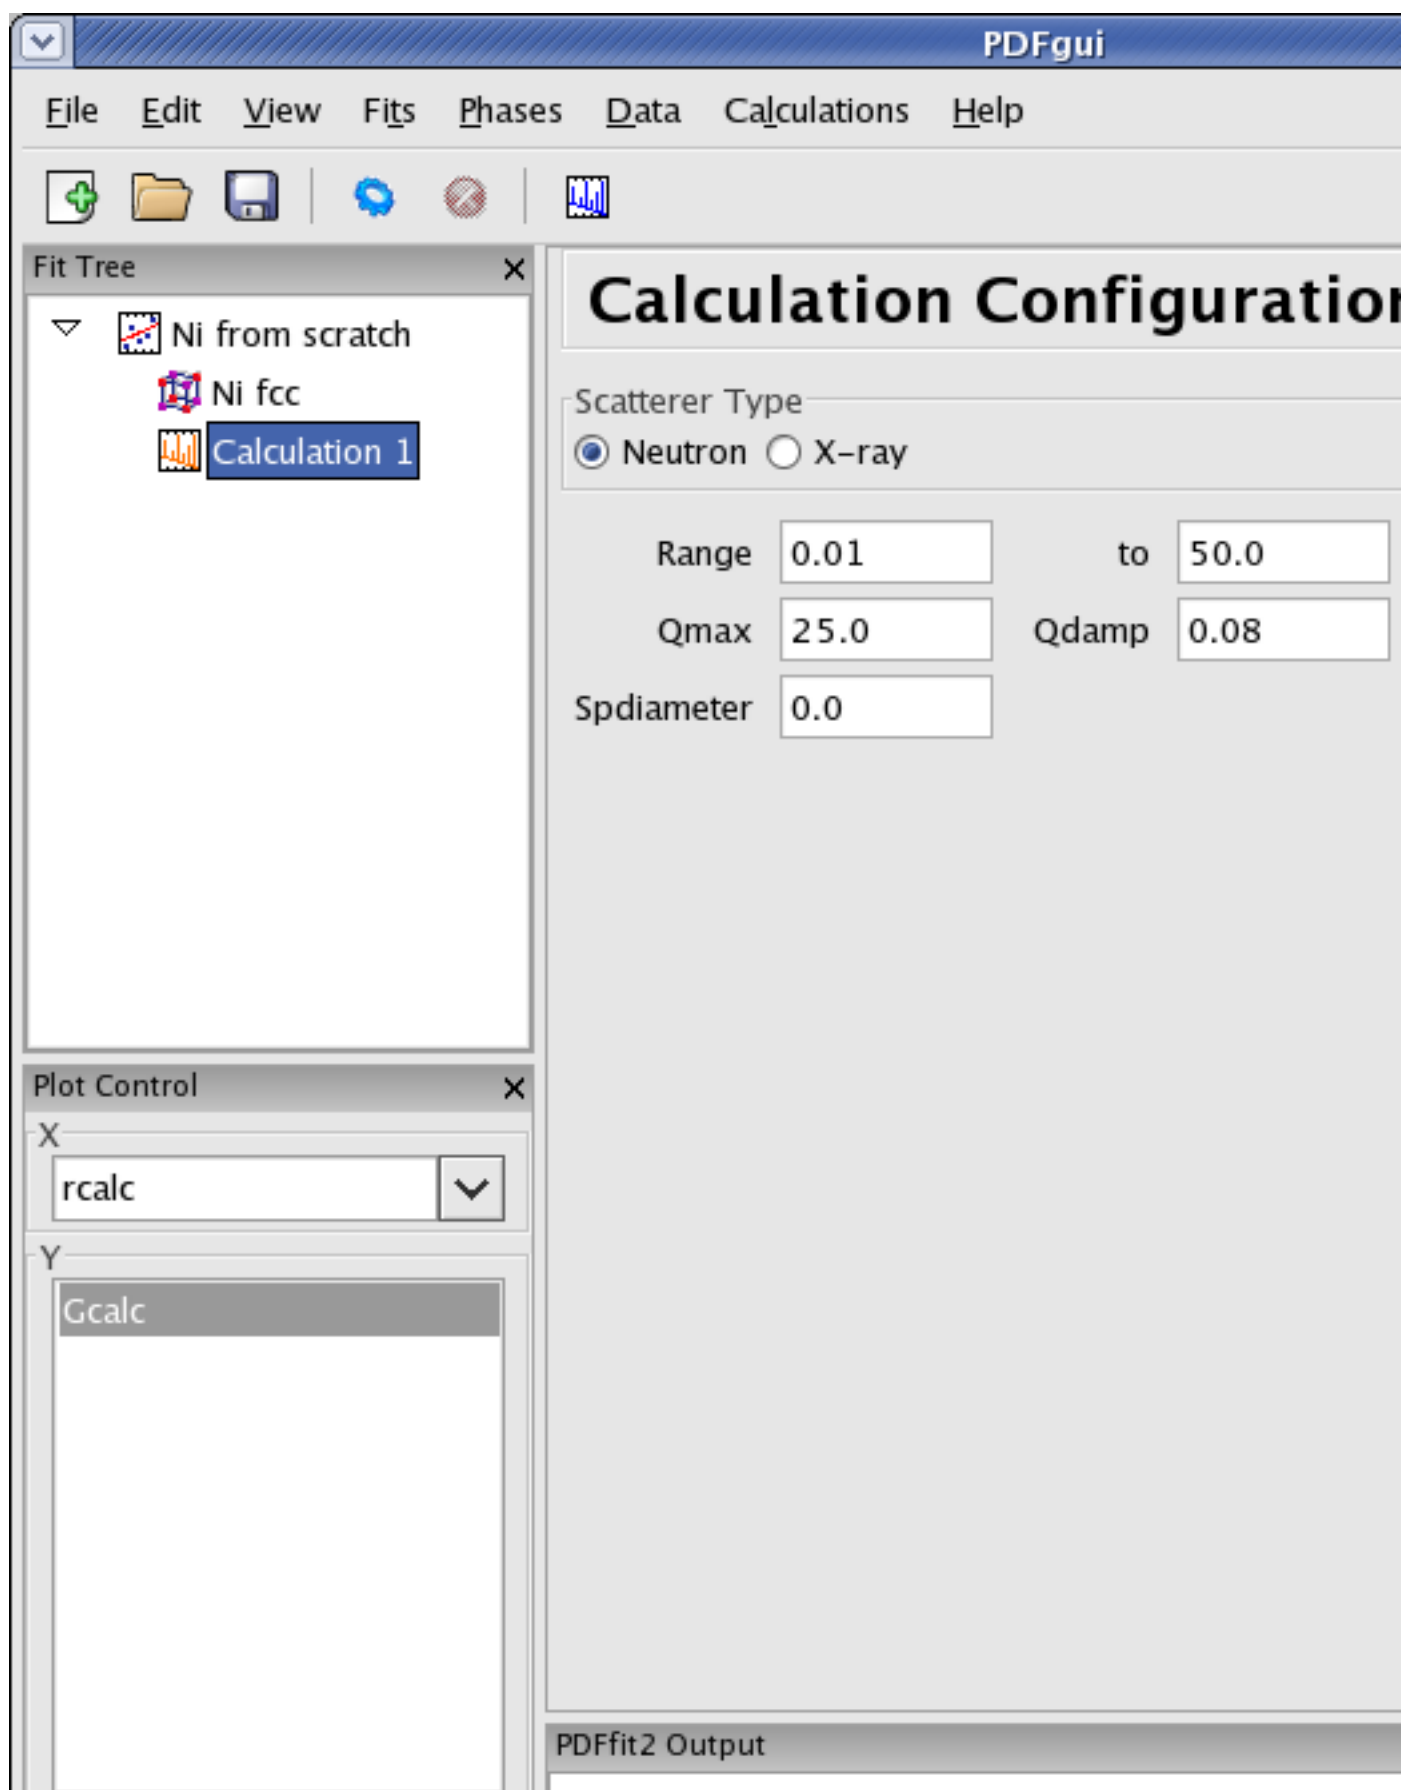 PDFgui
File Edit View Fits Phases Data Calculations Help
Fit Tree
Ni from scratch
Ni fcc
Calculation 1
Calculation Configuration
Scatterer Type
Neutron X-ray
Range 0.01 to 50.0
Qmax 25.0 Qdamp 0.08
Spdiameter 0.0
Plot Control
X
rcalc
Y
Gcalc
PDFfit2 Output